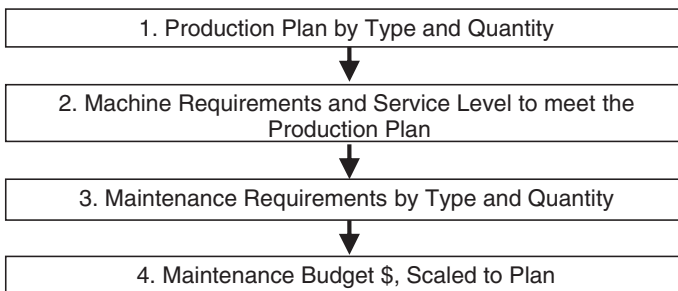 1. Production Plan by Type and Quantity
2. Machine Requirements and Service Level to meet the
Production Plan
3. Maintenance Requirements by Type and Quantity
4. Maintenance Budget $, Scaled to Plan